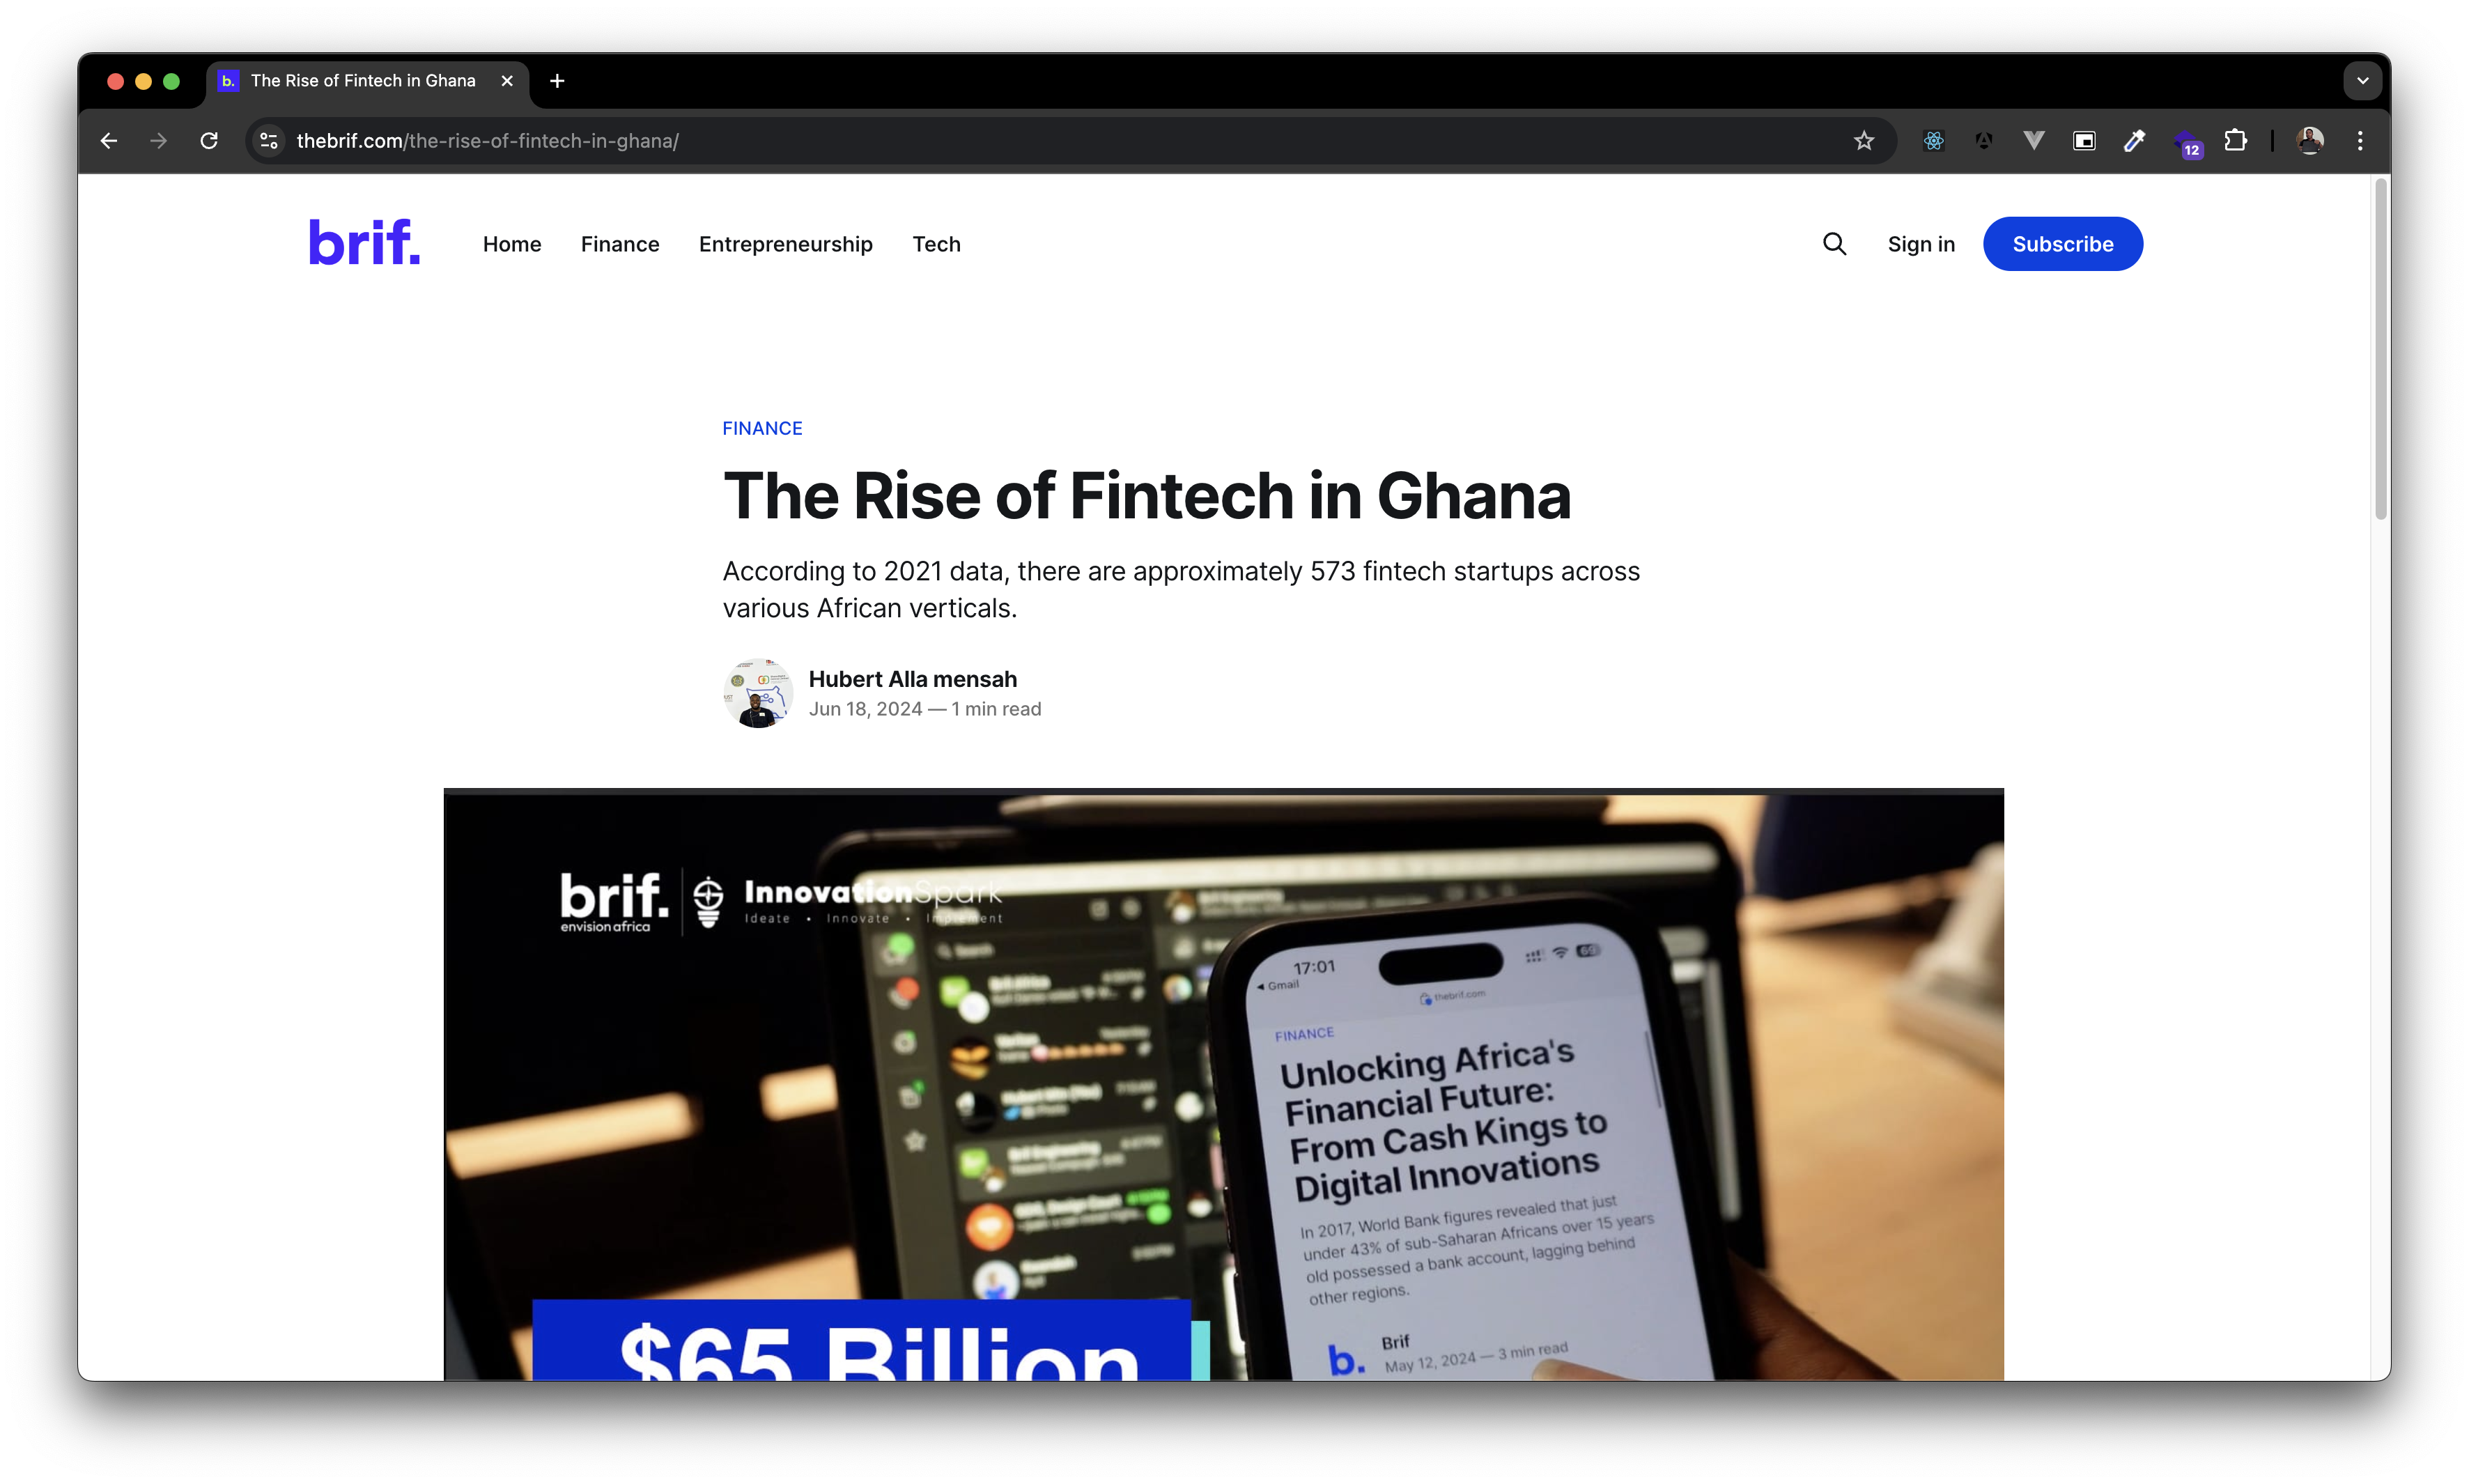 b. The Rise of Fintech in Ghana
thebrif.com/the-rise-of-fintech-in-ghana/
12
brif.
Home Finance Entrepreneurship Tech
Sign in Subscribe
FINANCE
The Rise of Fintech in Ghana
According to 2021 data, there are approximately 573 fintech startups across
various African verticals.
Hubert Alla mensah
Jun 18, 2024 — 1 min read
brif.
envision africa
InnovationSpark
Ideate • Innovate • Implement
Search
17:01
69
Gmail
thebrif.com
FINANCE
Unlocking Africa's
Financial Future:
From Cash Kings to
Digital Innovations
In 2017, World Bank figures revealed that just
under 43% of sub-Saharan Africans over 15 years
old possessed a bank account, lagging behind
other regions.
b.
Brif
May 12, 2024 — 3 min read
$65 Billion